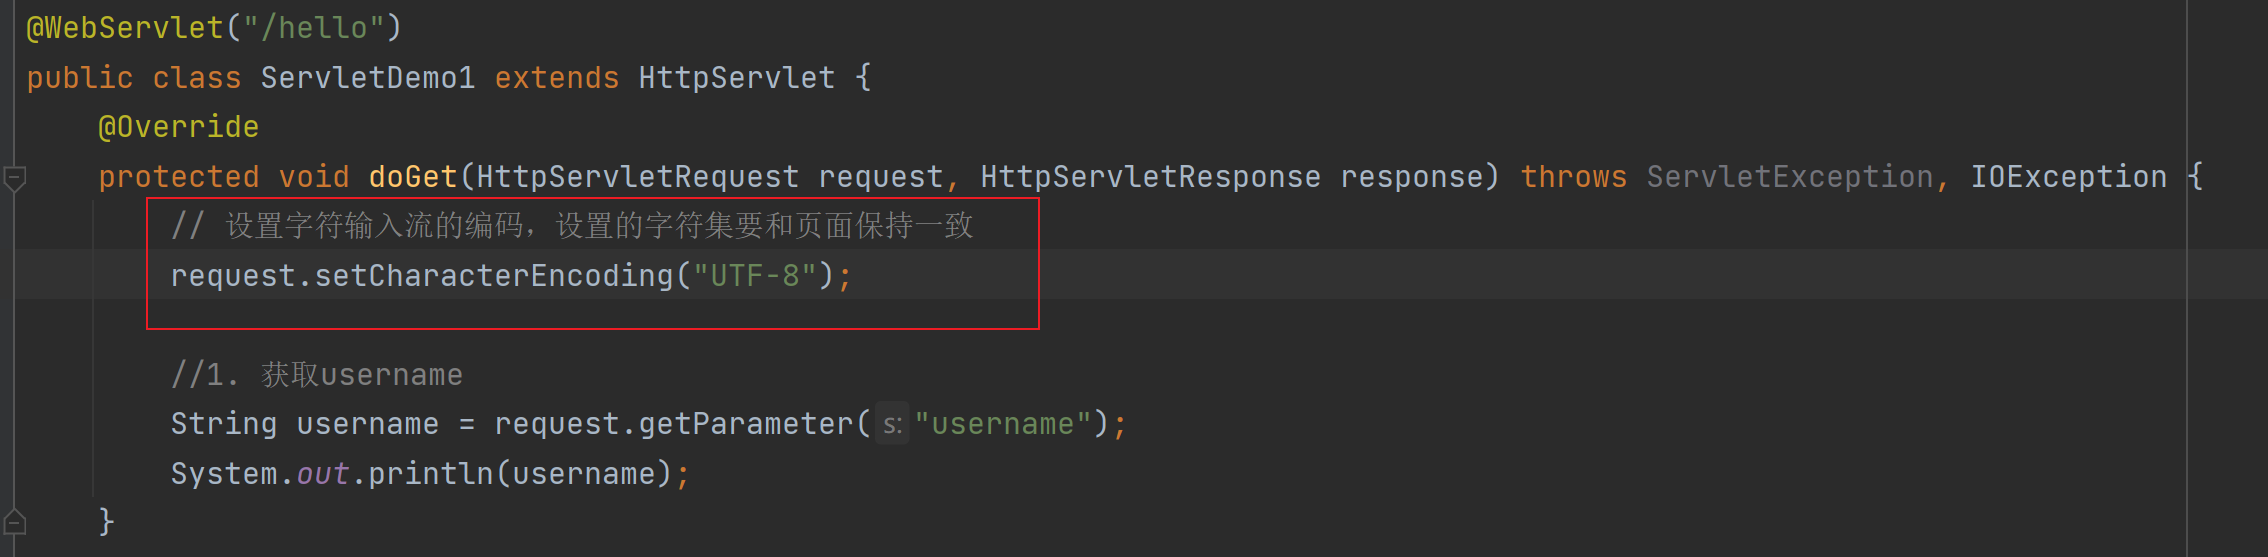 @WebServlet("/hello")
public class ServletDemo1 extends HttpServlet {
@Override
protected void doGet(HttpServletRequest request, HttpServletResponse response) throws ServletException, IOException {
// 设置字符输入流的编码，设置的字符集要和页面保持一致
request.setCharacterEncoding("UTF-8");
//1. 获取username
String username = request.getParameter( s: "username");
System.out.println(username);
}